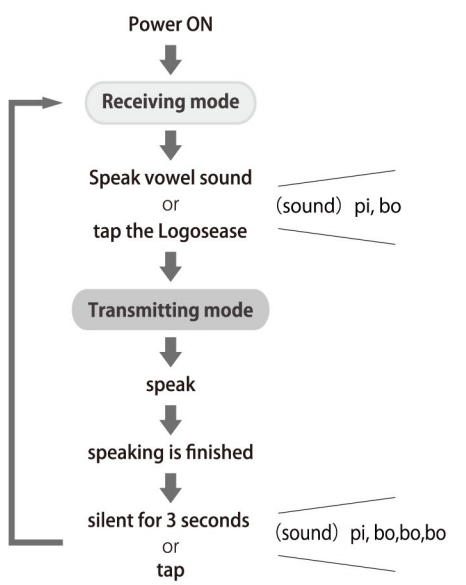 Power ON
Receiving mode
Speak vowel sound
or
tap the Logosease
(sound) pi, bo
Transmitting mode
speak
speaking is finished
silent for 3 seconds
or
tap
(sound) pi, bo,bo,bo